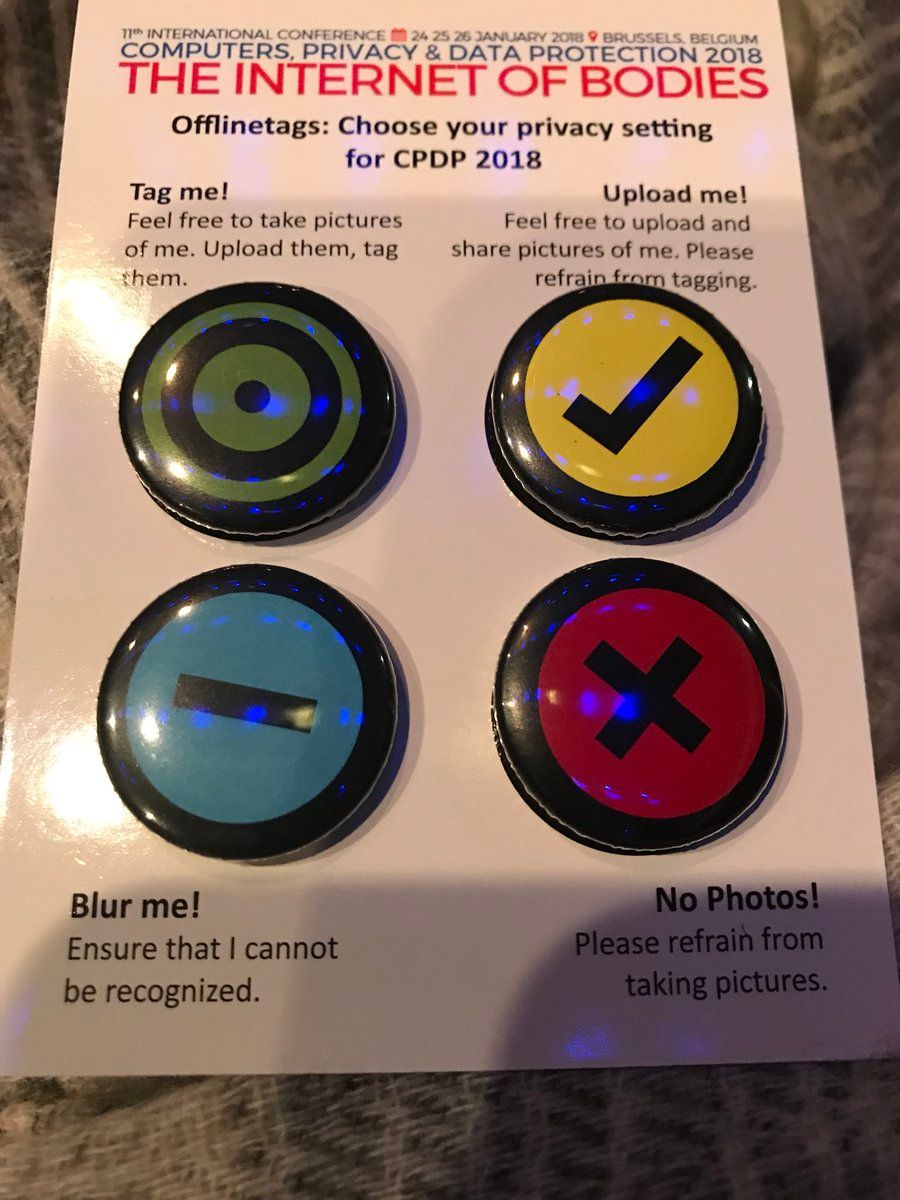 11th INTERNATIONAL CONFERENCE 24 25 26 JANUARY 2018 BRUSSELS, BELGIUM
COMPUTERS, PRIVACY & DATA PROTECTION 2018
THE INTERNET OF BODIES
Offlinetags: Choose your privacy setting
for CPDP 2018
Tag me!
Feel free to take pictures
of me. Upload them, tag
them.
Upload me!
Feel free to upload and
share pictures of me. Please
refrain from tagging.
Blur me!
Ensure that I cannot
be recognized.
No Photos!
Please refrain from
taking pictures.